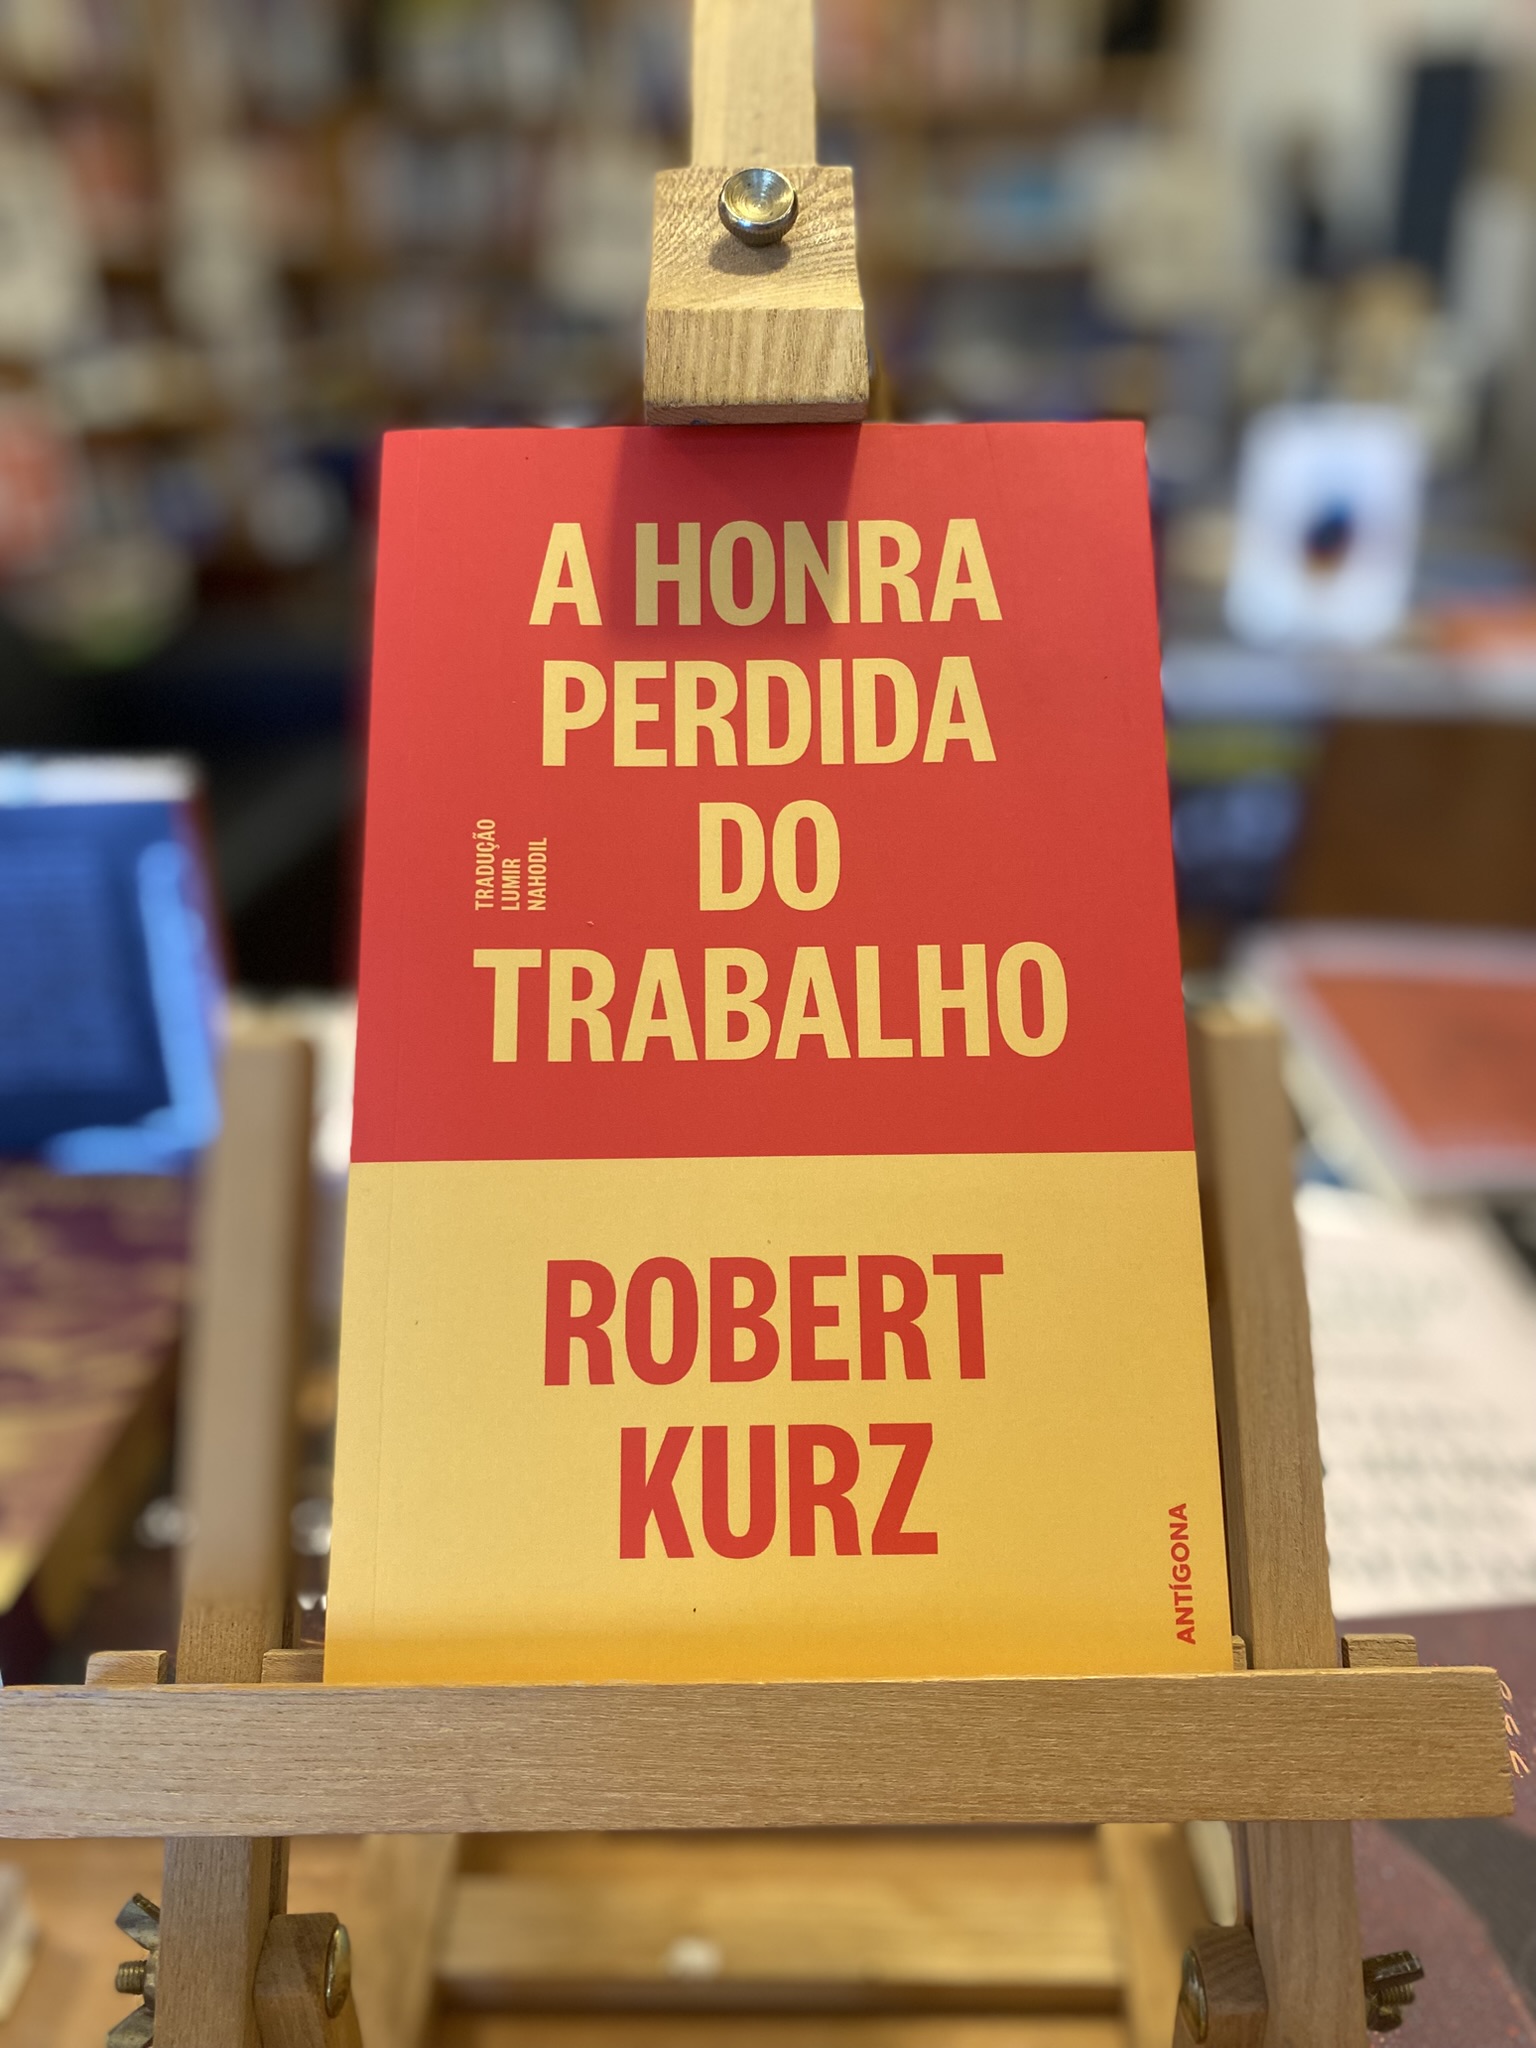 A HONRA
PERDIDA
DO
TRABALHO
TRADUÇÃO
LUMIR
NAHODIL
ROBERT
KURZ
ANTÍGONA